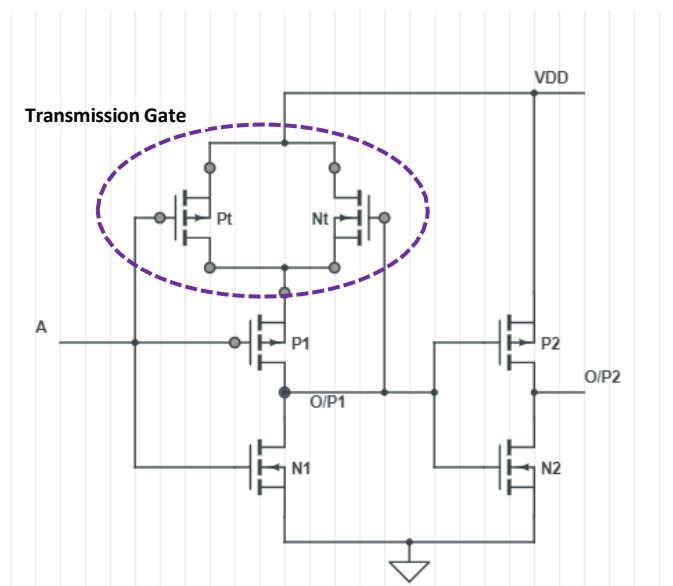 VDD
Transmission Gate
Pt
Nt
A
P1
P2
O/P1
O/P2
N1
N2